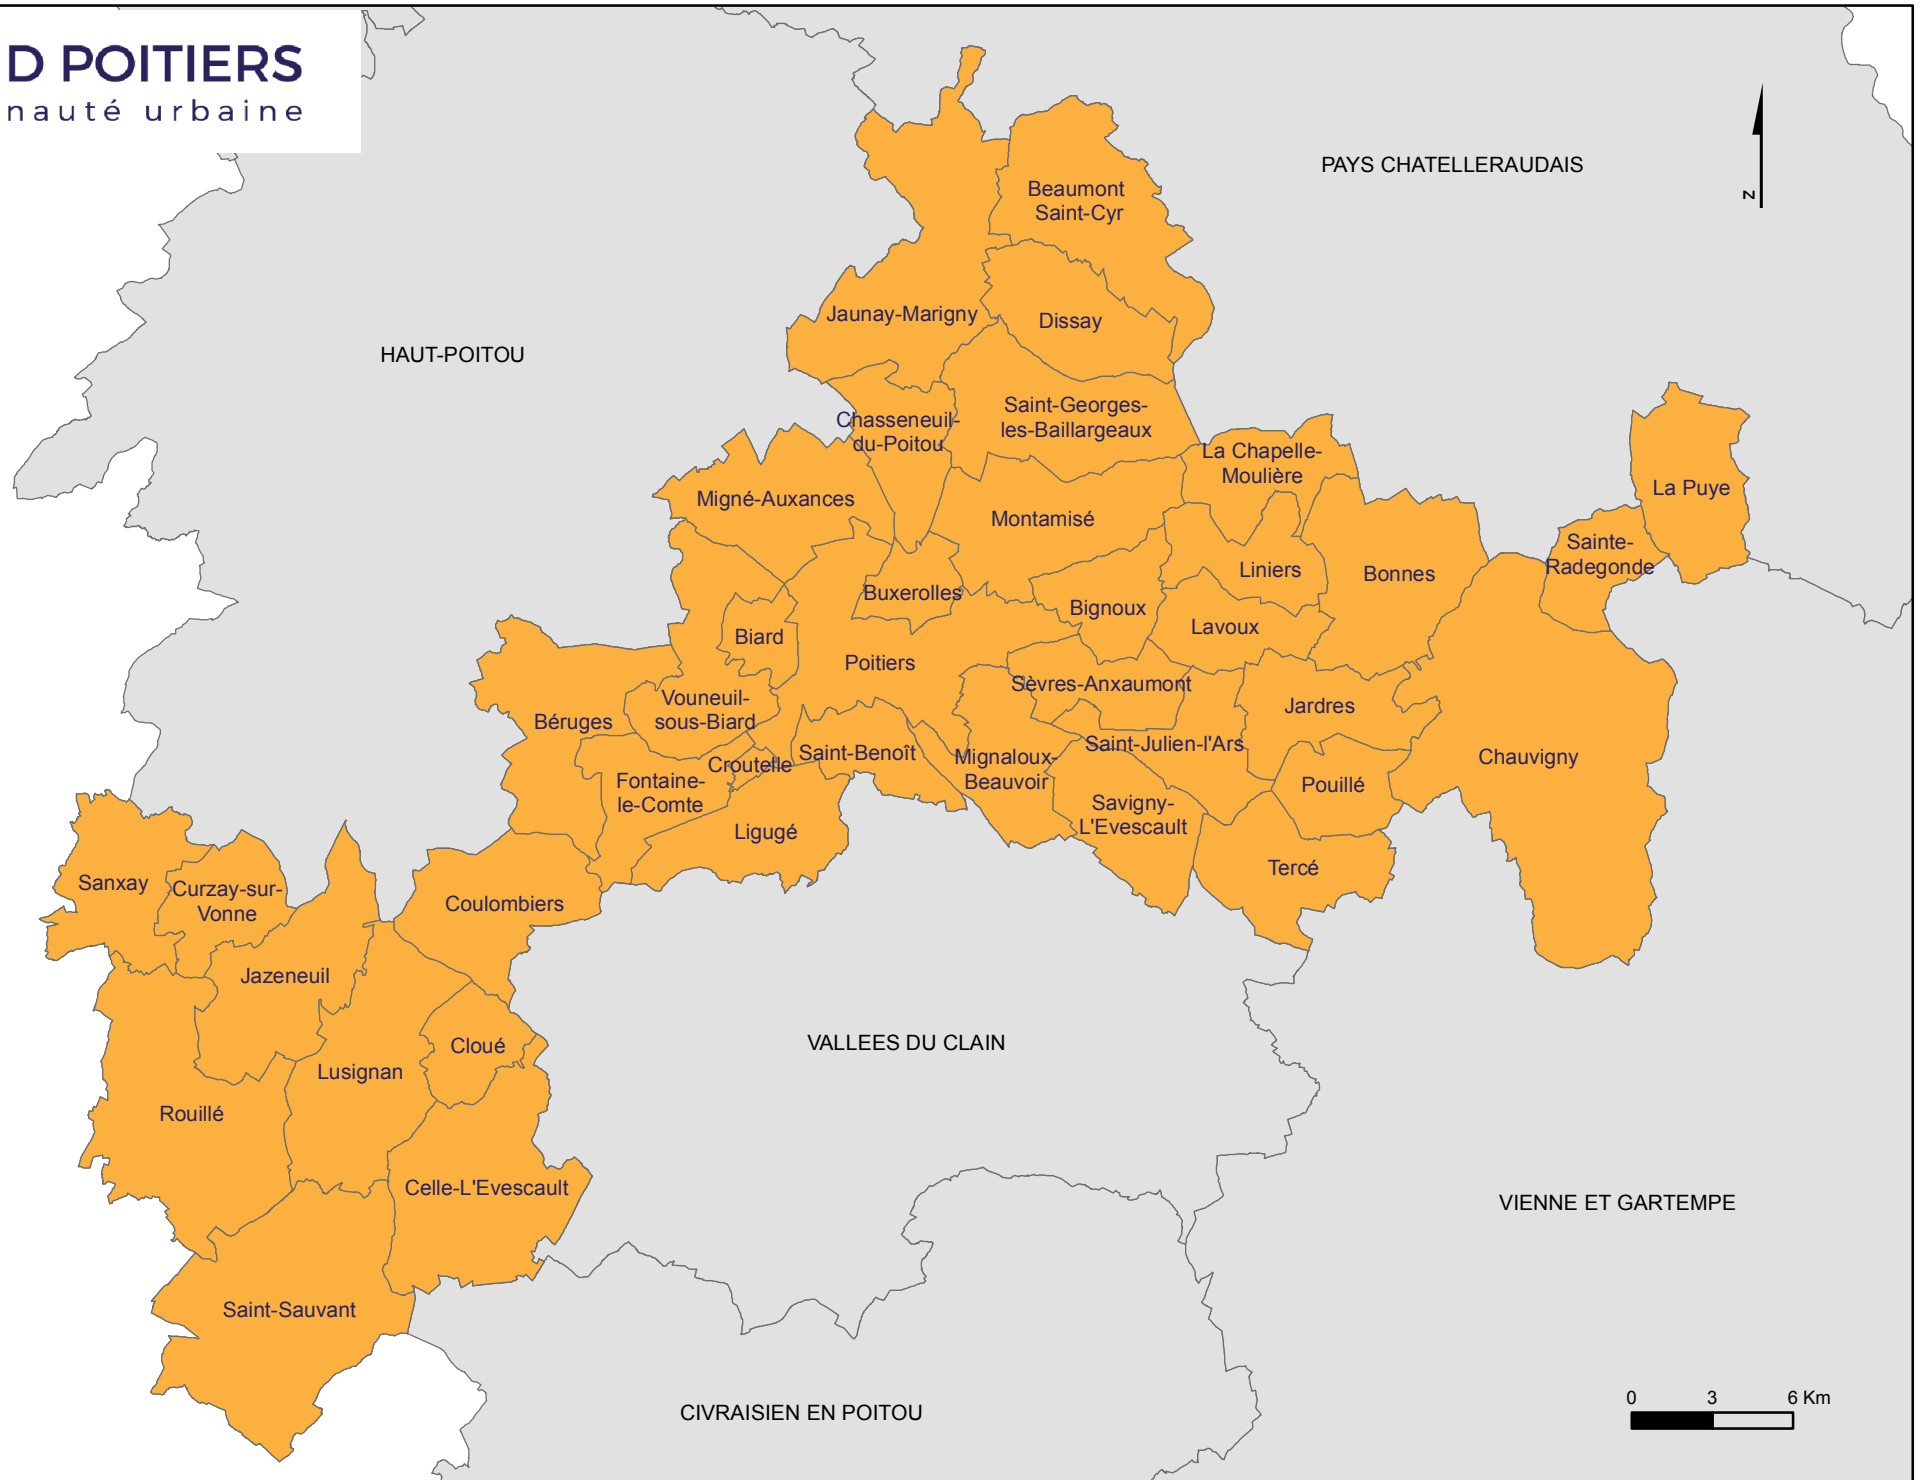 D POITIERS
nauté urbaine
PAYS CHATELLERAUDAIS
z
Beaumont
Saint-Cyr
Jaunay-Marigny
Dissay
HAUT-POITOU
Chasseneuil-
du-Poitou
Saint-Georges-
les-Baillargeaux
La Chapelle-
Moulière
La Puye
Migné-Auxances
Montamisé
Sainte-
Radegonde
Liniers
Bonnes
Buxerolles
Bignoux
Lavoux
Biard
Poitiers
Sèvres-Anxaumont
Vouneuil-
sous-Biard
Béruges
Jardres
Saint-Julien-l'Ars
Saint-Benoît
Mignaloux-
Beauvoir
Chauvigny
Croutelle
Fontaine-
le-Comte
Pouillé
Savigny-
L'Evescault
Ligugé
Tercé
Sanxay
Curzay-sur-
Vonne
Coulombiers
Jazeneuil
Cloué
VALLEES DU CLAIN
Lusignan
Rouillé
Celle-L'Evescault
VIENNE ET GARTEMPE
Saint-Sauvant
CIVRAISIEN EN POITOU
0 3 6 Km